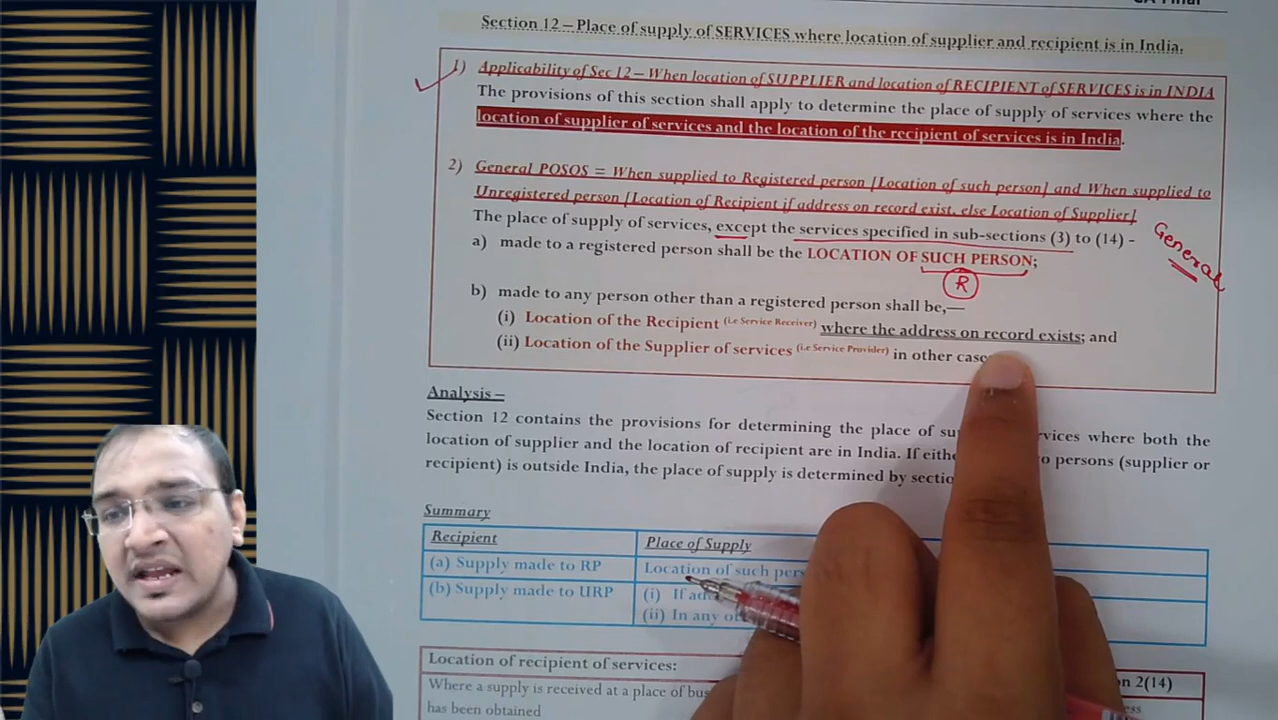 CA Final
Section 12 – Place of supply of SERVICES where location of supplier and recipient is in India.
1) Applicability of Sec 12 – When location of SUPPLIER and location of RECIPIENT of SERVICES is in INDIA
The provisions of this section shall apply to determine the place of supply of services where the
location of supplier of services and the location of the recipient of services is in India.
2) General POSOS = When supplied to Registered person [Location of such person] and When supplied to
Unregistered person [Location of Recipient if address on record exist, else Location of Supplier]
The place of supply of services, except the services specified in sub-sections (3) to (14) -
General
a) made to a registered person shall be the LOCATION OF SUCH PERSON;
R
b) made to any person other than a registered person shall be,—
(i) Location of the Recipient (i.e Service Receiver) where the address on record exists; and
(ii) Location of the Supplier of services (i.e Service Provider) in other case
Analysis –
Section 12 contains the provisions for determining the place of services where both the
location of supplier and the location of recipient are in India. If persons (supplier or
recipient) is outside India, the place of supply is determined by
Summary
Recipient Place of Supply
(a) Supply made to RP Location of such
(b) Supply made to URP (i) If
(ii) In any
Location of recipient of services: 2(14)
Where a supply is received at a place of
has been obtained